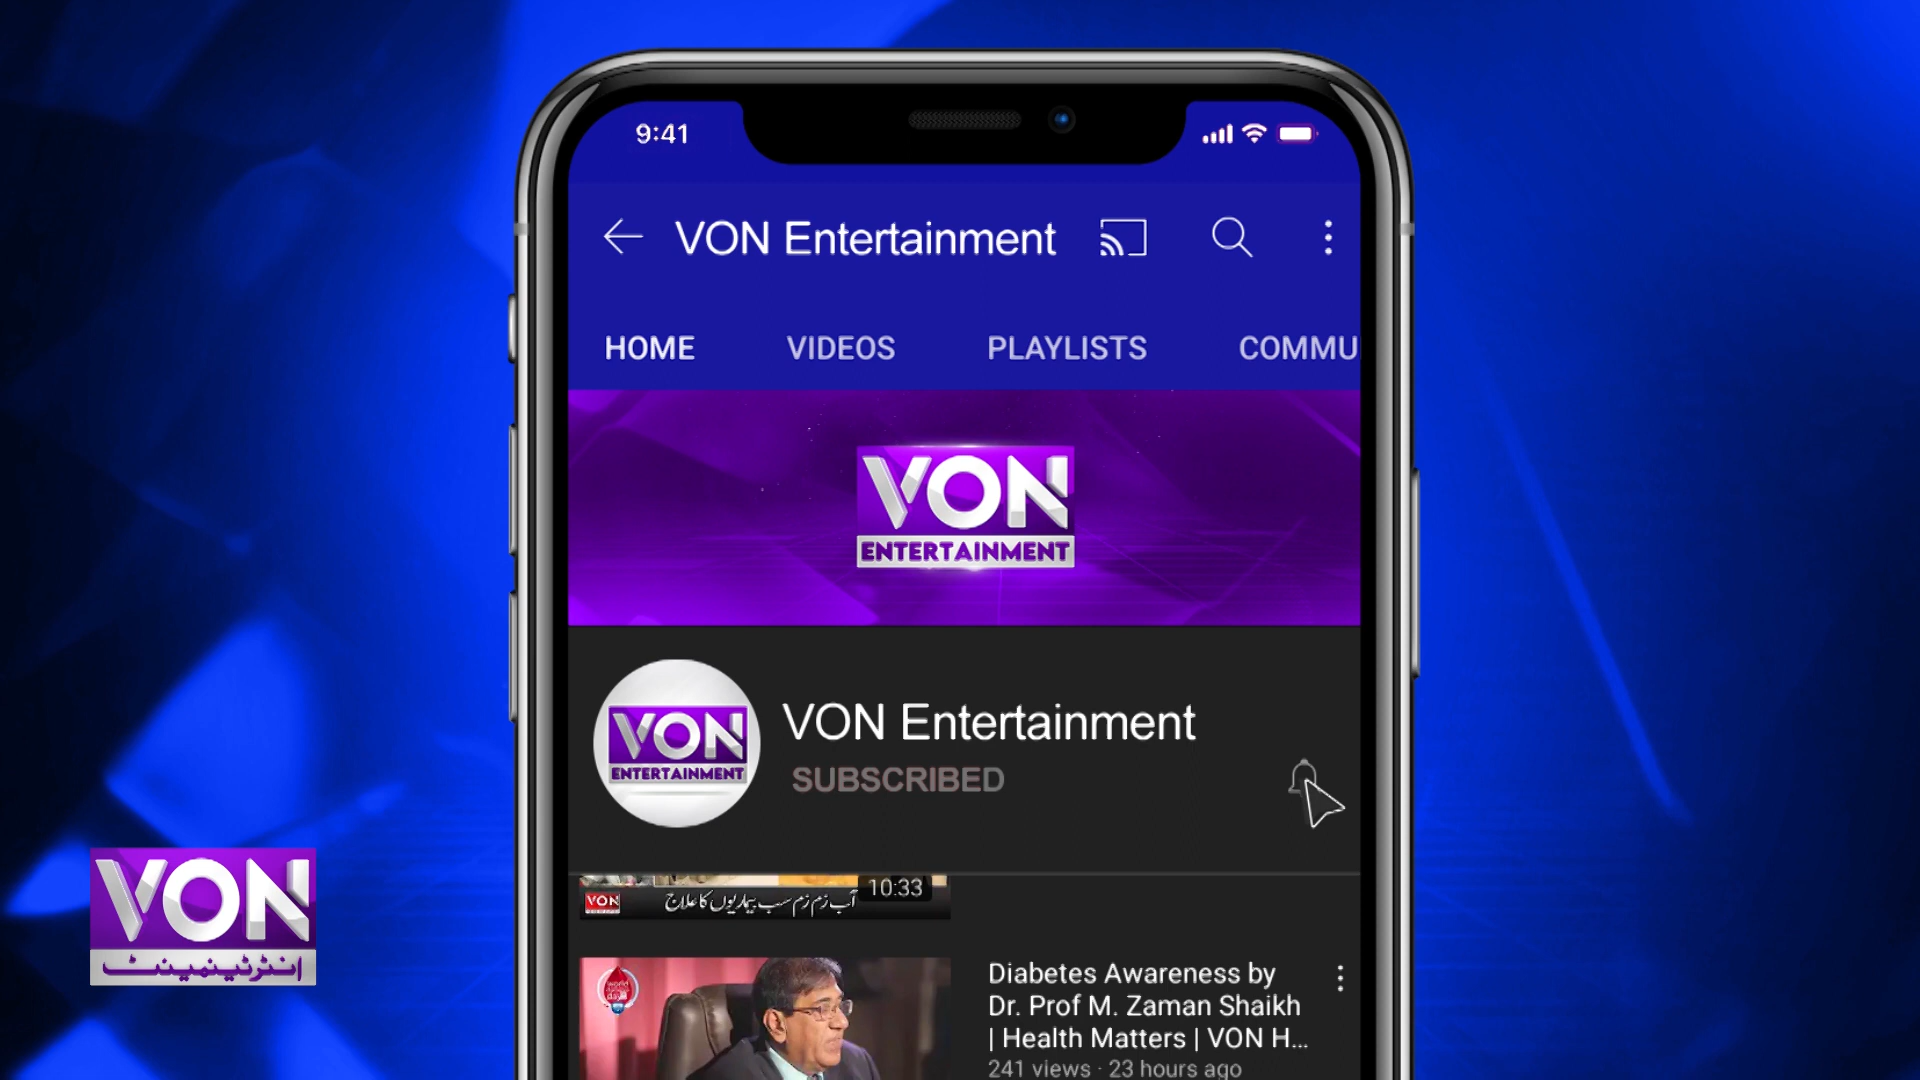 9:41
VON Entertainment
HOME VIDEOS PLAYLISTS COMMU
VON
ENTERTAINMENT
VON
ENTERTAINMENT
VON Entertainment
SUBSCRIBED
10:33
VON
آب زم زم سب بیماریوں کا علاج
Diabetes Awareness by
Dr. Prof M. Zaman Shaikh
| Health Matters | VON H...
241 views · 23 hours ago
VON
انٹرٹینمینٹ